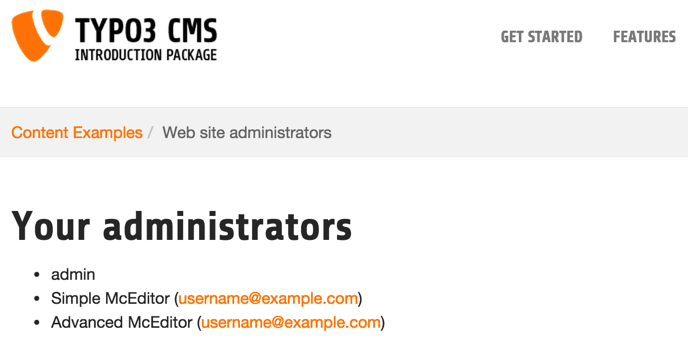 TYPO3 CMS
INTRODUCTION PACKAGE
GET STARTED FEATURES
Content Examples / Web site administrators
Your administrators
• admin
• Simple McEditor (username@example.com)
• Advanced McEditor (username@example.com)